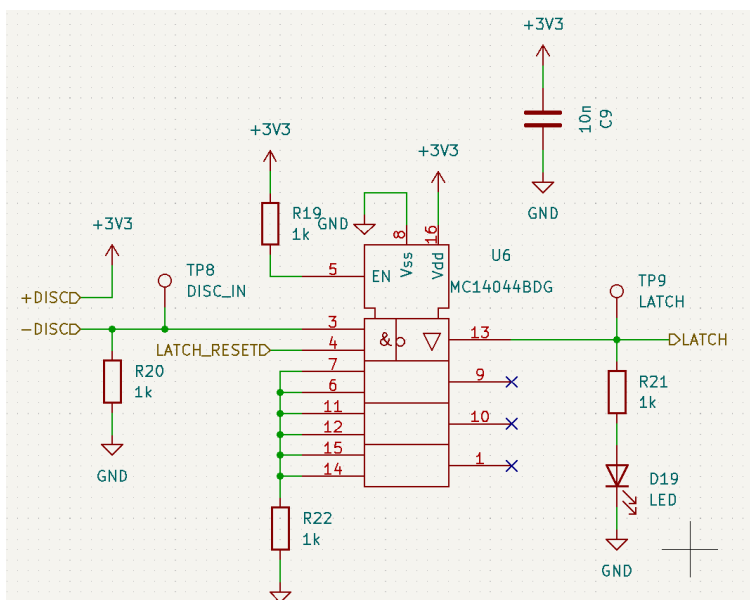 +3V3
10n
C9
GND
+3V3
+3V3
R19
1k
GND
8
16
Vss
Vdd
5
EN
U6
MC14044BDG
+3V3
TP8
DISC_IN
+DISC
-DISC
TP9
LATCH
3
LATCH_RESET
4
&
13
LATCH
7
6
9
11
12
10
15
14
1
R20
1k
GND
R21
1k
R22
1k
D19
LED
GND